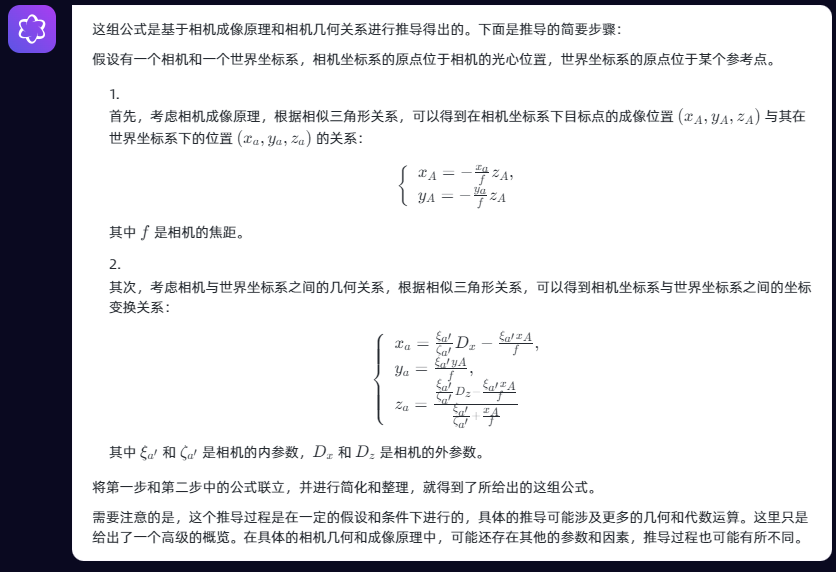 这组公式是基于相机成像原理和相机几何关系进行推导得出的。下面是推导的简要步骤：
假设有一个相机和一个世界坐标系，相机坐标系的原点位于相机的光心位置，世界坐标系的原点位于某个参考点。
1.
首先，考虑相机成像原理，根据相似三角形关系，可以得到在相机坐标系下目标点的成像位置 $(x_A, y_A, z_A)$ 与其在
世界坐标系下的位置 $(x_a, y_a, z_a)$ 的关系：
$x_A = -\frac{x_a}{f} z_A,$
$y_A = -\frac{y_a}{f} z_A$
其中 $f$ 是相机的焦距。
2.
其次，考虑相机与世界坐标系之间的几何关系，根据相似三角形关系，可以得到相机坐标系与世界坐标系之间的坐标
变换关系：
$x_a = \frac{\xi_{a'}}{\zeta_{a'}} D_x - \frac{\xi_{a'} x_A}{f},$
$y_a = \frac{\xi_{a'} y_A}{f},$
$z_a = \frac{\frac{\xi_{a'}}{\zeta_{a'}} D_z - \frac{\xi_{a'} x_A}{f}}{\frac{\xi_{a'}}{\zeta_{a'}} + \frac{x_A}{f}}$
其中 $\xi_{a'}$ 和 $\zeta_{a'}$ 是相机的内参数，$D_x$ 和 $D_z$ 是相机的外参数。
将第一步和第二步中的公式联立，并进行简化和整理，就得到了所给出的这组公式。
需要注意的是，这个推导过程是在一定的假设和条件下进行的，具体的推导可能涉及更多的几何和代数运算。这里只是
给出了一个高级的概览。在具体的相机几何和成像原理中，可能还存在其他的参数和因素，推导过程也可能有所不同。